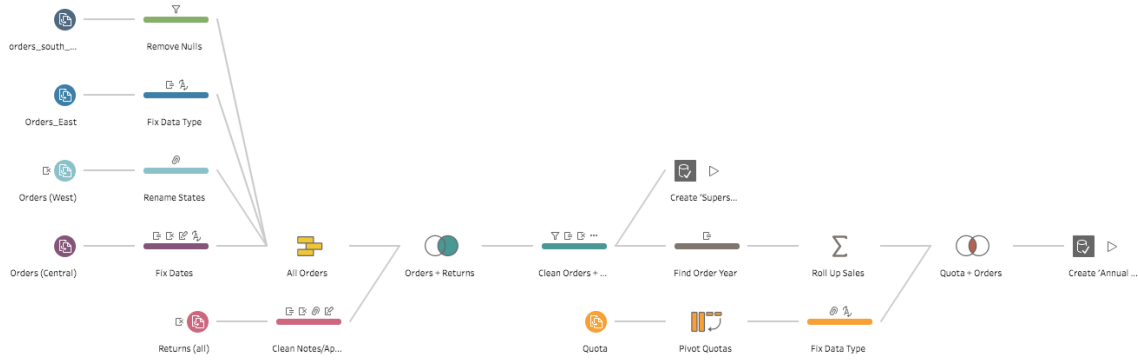 orders_south_...
Remove Nulls
Orders_East
Fix Data Type
Create 'Supers...
Orders (West)
Rename States
Orders (Central)
Fix Dates
All Orders
Orders + Returns
Clean Orders + ...
Find Order Year
Roll Up Sales
Quota + Orders
Create 'Annual ...
Returns (all)
Clean Notes/Ap...
Quota
Pivot Quotas
Fix Data Type